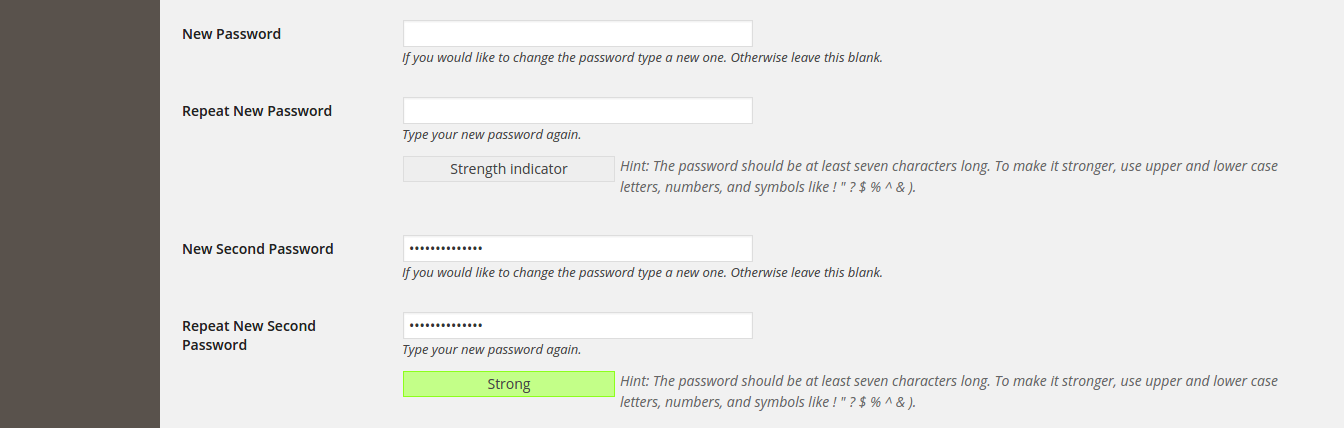 New Password
If you would like to change the password type a new one. Otherwise leave this blank.
Repeat New Password
Type your new password again.
Strength indicator
Hint: The password should be at least seven characters long. To make it stronger, use upper and lower case
letters, numbers, and symbols like ! " ? $ % ^ & ).
New Second Password
••••••••••••••
If you would like to change the password type a new one. Otherwise leave this blank.
Repeat New Second
Password
••••••••••••••
Type your new password again.
Strong
Hint: The password should be at least seven characters long. To make it stronger, use upper and lower case
letters, numbers, and symbols like ! " ? $ % ^ & ).